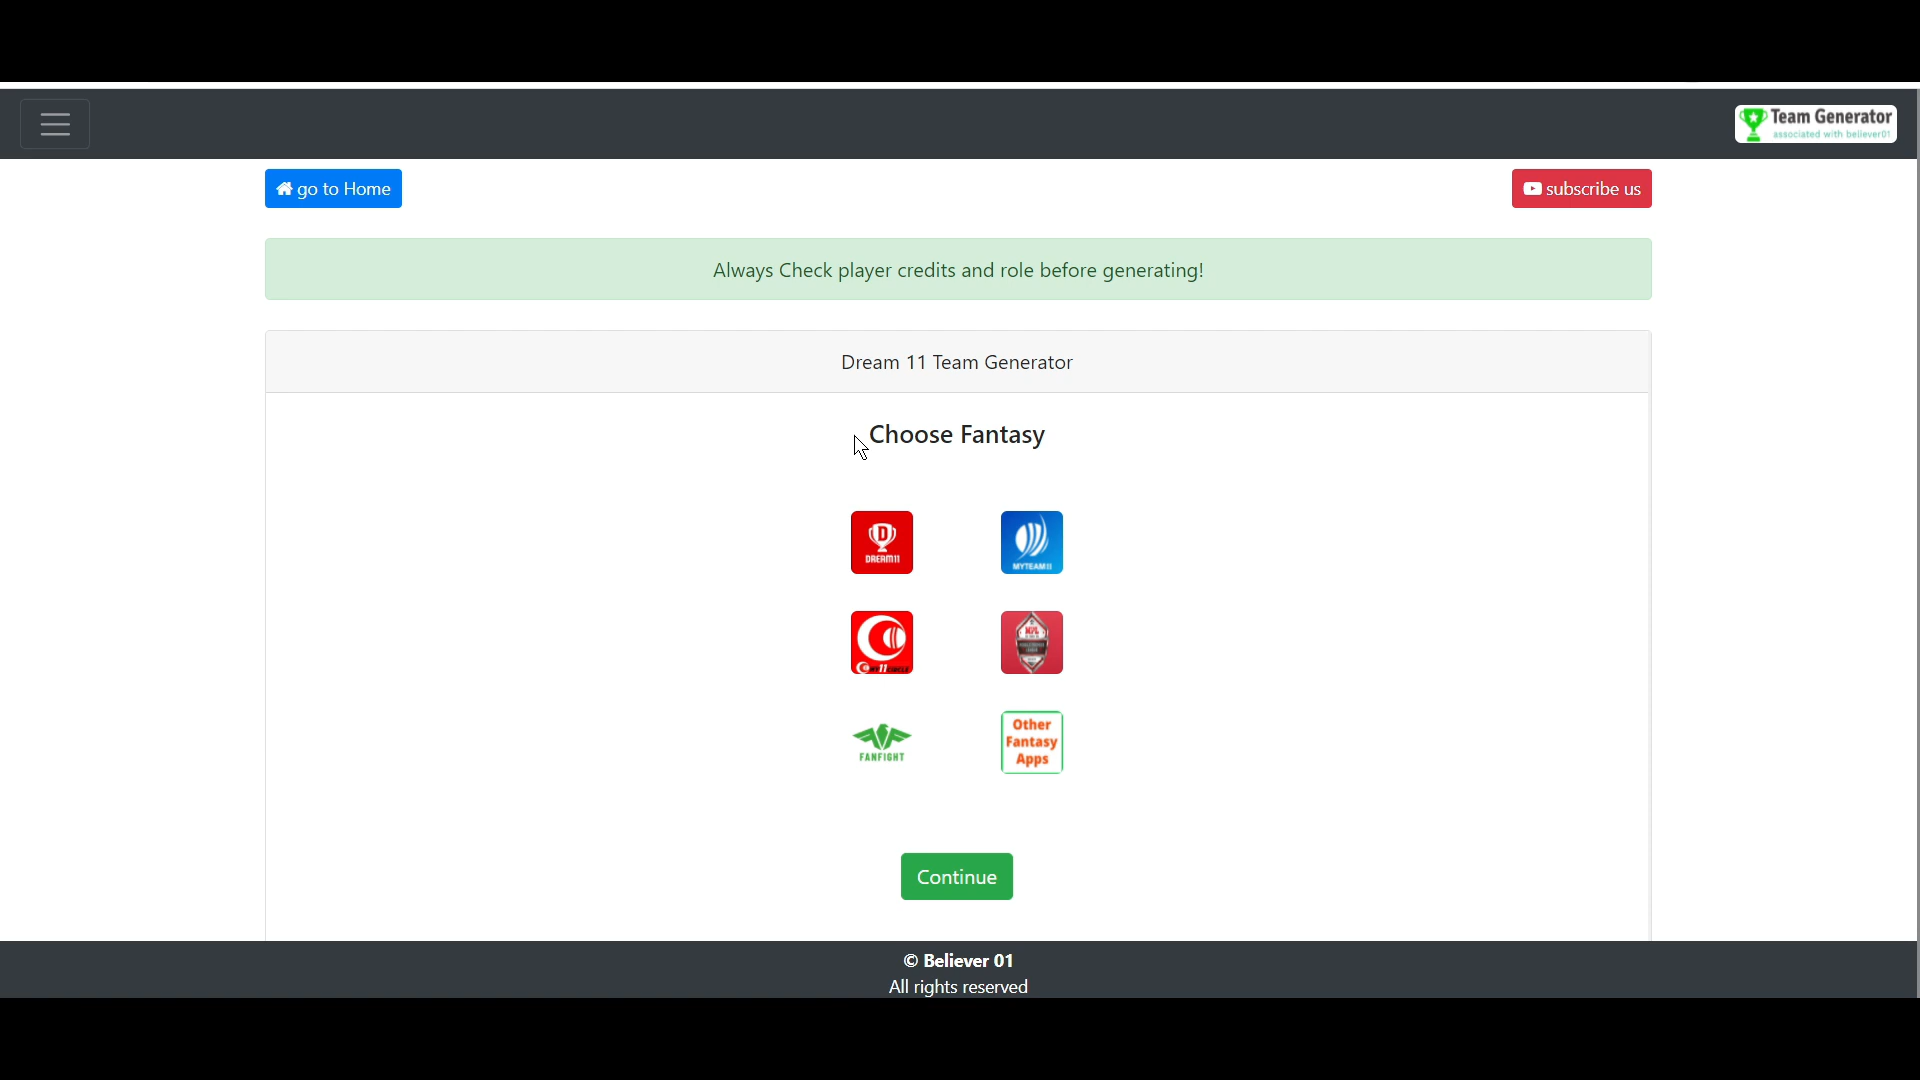 Team Generator
associated with believer01
go to Home
subscribe us
Always Check player credits and role before generating!
Dream 11 Team Generator
Choose Fantasy
DREAM11
MYTEAM11
MPL
FANFIGHT
Other
Fantasy
Apps
Continue
© Believer 01
All rights reserved